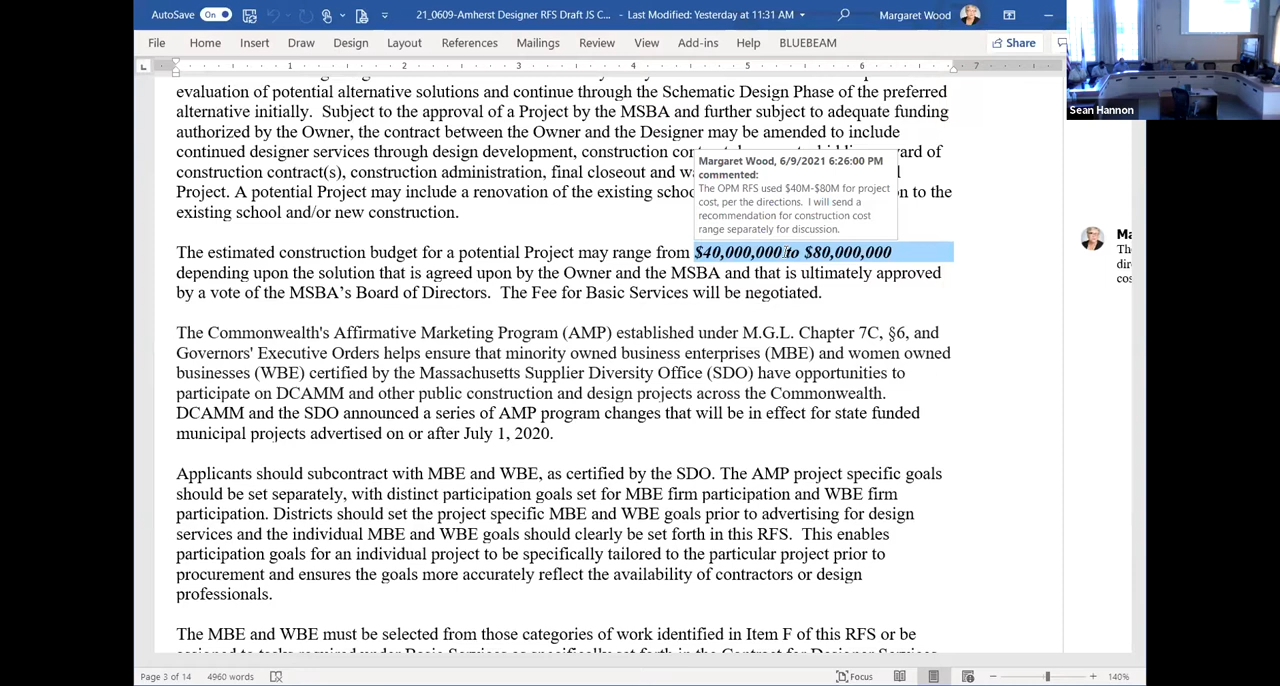 AutoSave On 21_0609-Amherst Designer RFS Draft JS C... - Last Modified: Yesterday at 11:31 AM Margaret Wood
File Home Insert Draw Design Layout References Mailings Review View Add-ins Help BLUEBEAM Share
Sean Hannon
1 2 3 4 5 6 7
evaluation of potential alternative solutions and continue through the Schematic Design Phase of the preferred
alternative initially. Subject to the approval of a Project by the MSBA and further subject to adequate funding
authorized by the Owner, the contract between the Owner and the Designer may be amended to include
continued designer services through design development, construction
construction contract(s), construction administration, final closeout and
Project. A potential Project may include a renovation of the existing to the
existing school and/or new construction.
Margaret Wood, 6/9/2021 6:26:00 PM
commented:
The OPM RFS used $40M-$80M for project
cost, per the directions. I will send a
recommendation for construction cost
range separately for discussion.
The estimated construction budget for a potential Project may range from $40,000,000 to $80,000,000
depending upon the solution that is agreed upon by the Owner and the MSBA and that is ultimately approved
by a vote of the MSBA's Board of Directors. The Fee for Basic Services will be negotiated.
The Commonwealth's Affirmative Marketing Program (AMP) established under M.G.L. Chapter 7C, §6, and
Governors' Executive Orders helps ensure that minority owned business enterprises (MBE) and women owned
businesses (WBE) certified by the Massachusetts Supplier Diversity Office (SDO) have opportunities to
participate on DCAMM and other public construction and design projects across the Commonwealth.
DCAMM and the SDO announced a series of AMP program changes that will be in effect for state funded
municipal projects advertised on or after July 1, 2020.
Applicants should subcontract with MBE and WBE, as certified by the SDO. The AMP project specific goals
should be set separately, with distinct participation goals set for MBE firm participation and WBE firm
participation. Districts should set the project specific MBE and WBE goals prior to advertising for design
services and the individual MBE and WBE goals should clearly be set forth in this RFS. This enables
participation goals for an individual project to be specifically tailored to the particular project prior to
procurement and ensures the goals more accurately reflect the availability of contractors or design
professionals.
The MBE and WBE must be selected from those categories of work identified in Item F of this RFS or be
Page 3 of 14 4960 words Focus 140%